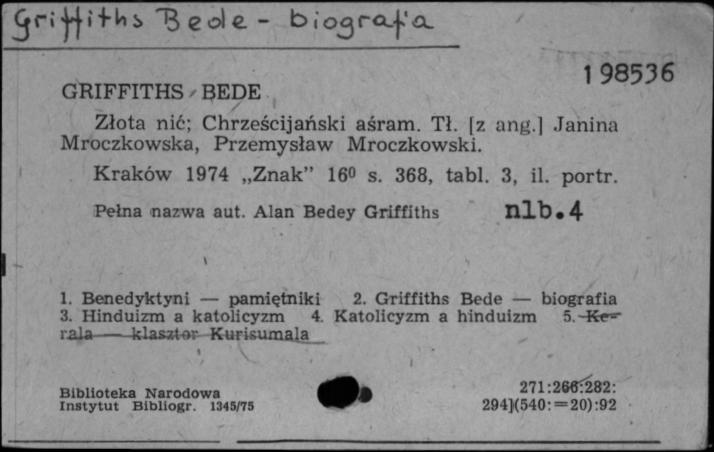 Griffiths Bede - biografia
198536
GRIFFITHS BEDE
Złota nić; Chrześcijański aśram. Tł. [z ang.] Janina
Mroczkowska, Przemysław Mroczkowski.
Kraków 1974 „Znak” 16⁰ s. 368, tabl. 3, il. portr.
Pełna nazwa aut. Alan Bedey Griffiths nlb.4
1. Benedyktyni — pamiętniki 2. Griffiths Bede — biografia
3. Hinduizm a katolicyzm 4. Katolicyzm a hinduizm 5. Ke-
rala — klasztor Kurisumala
Biblioteka Narodowa
Instytut Bibliogr. 1345/75
271:266:282:
294](540:=20):92